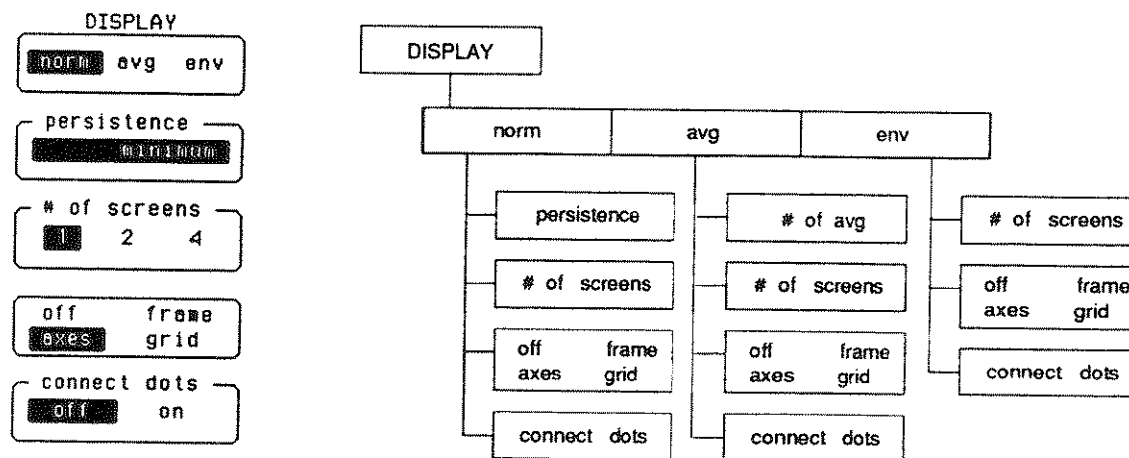 DISPLAY
norm avg env
persistence
minimum
# of screens
1 2 4
off frame
axes grid
connect dots
off on
DISPLAY
norm avg env
persistence
# of screens
off frame
axes grid
connect dots
# of avg
# of screens
off frame
axes grid
connect dots
# of screens
off frame
axes grid
connect dots